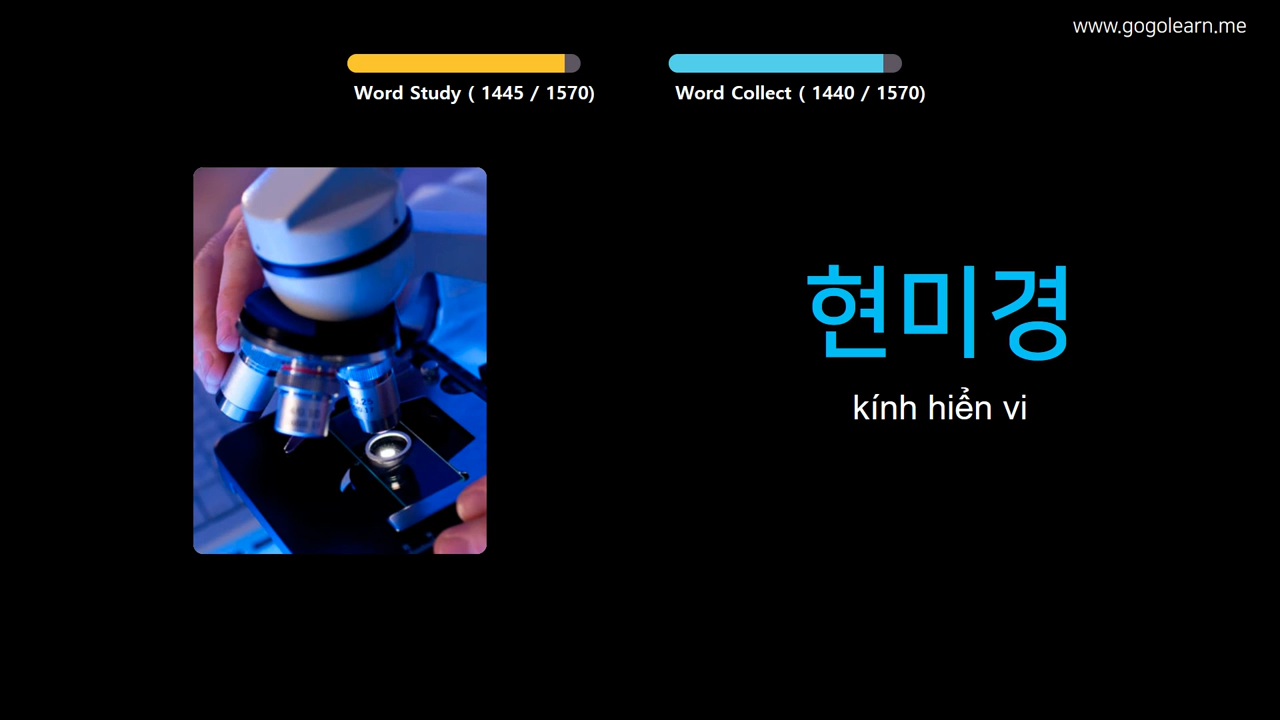 www.gogolearn.me
Word Study ( 1445 / 1570)
Word Collect ( 1440 / 1570)
현미경
kính hiển vi